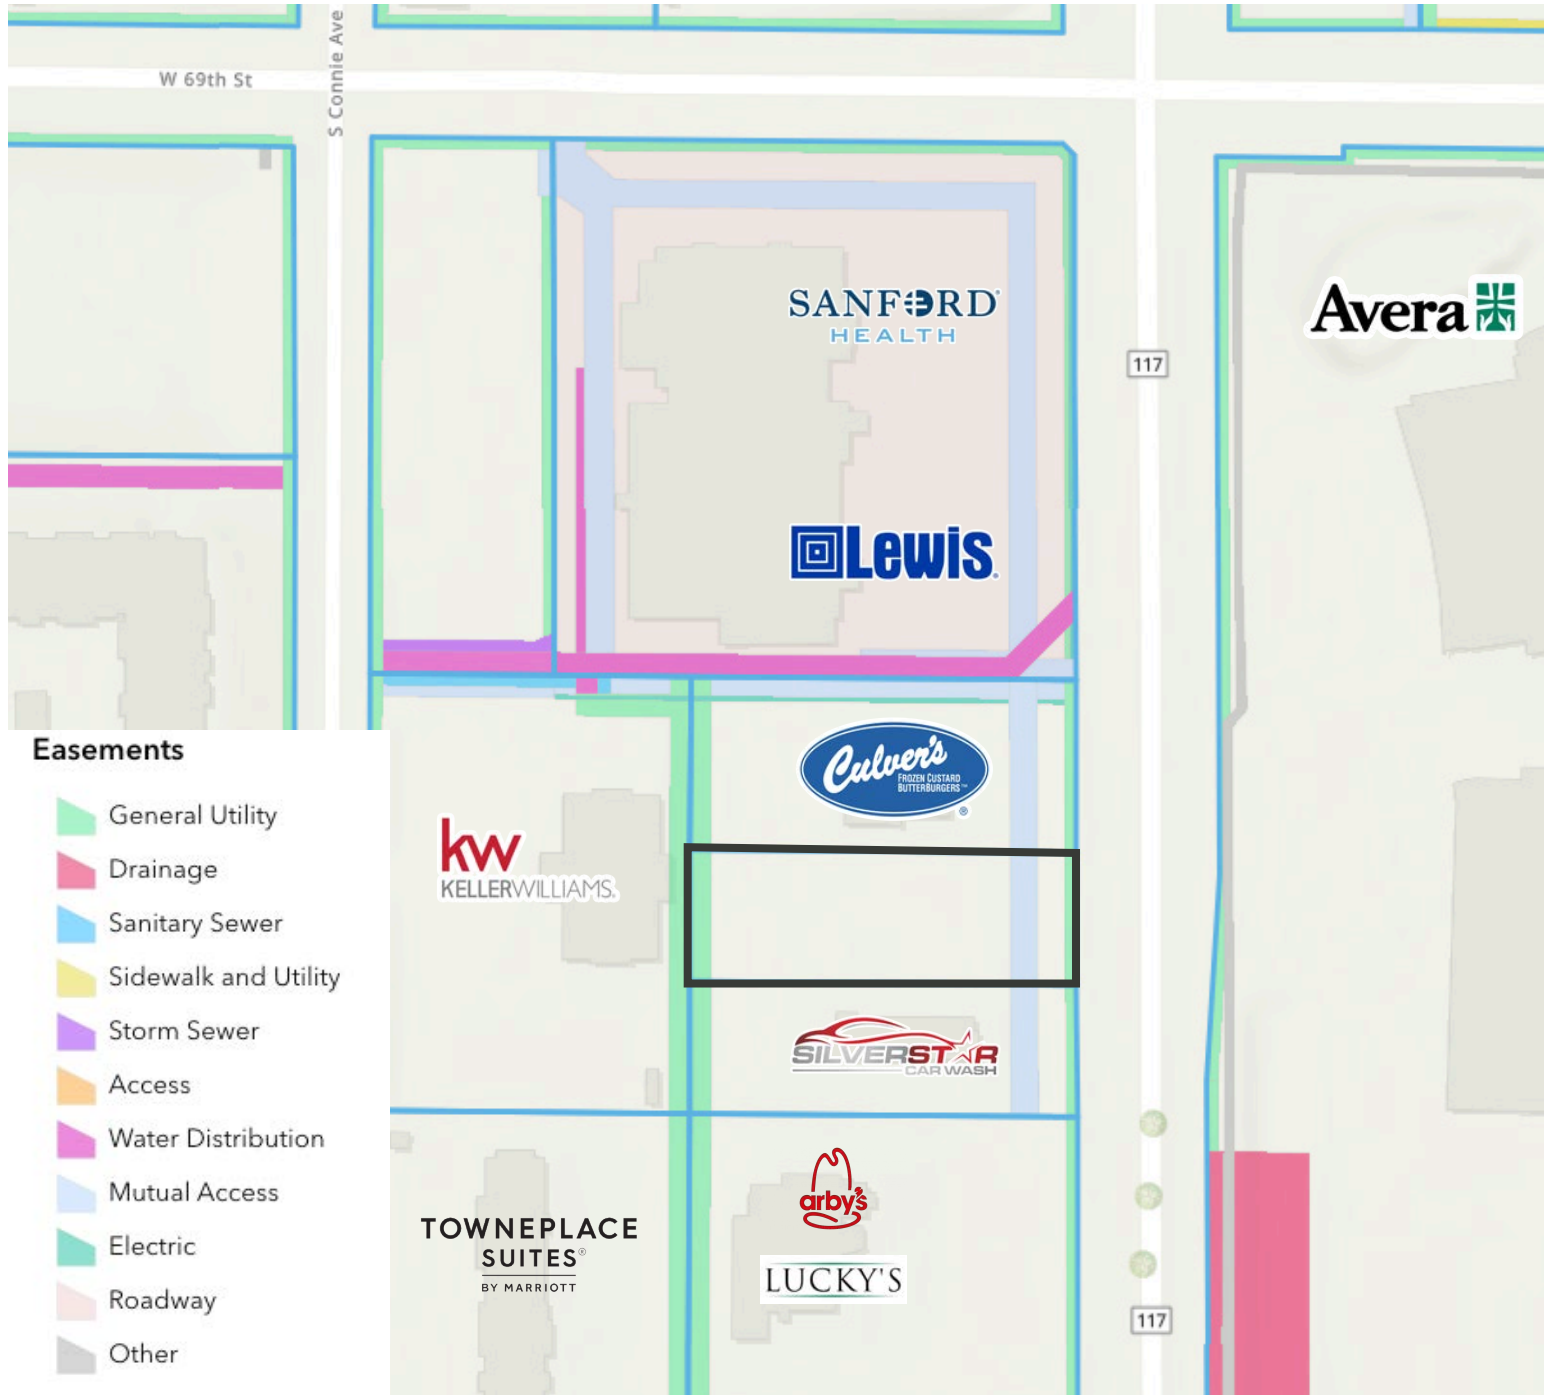 W 69th St
S Connie Ave
SANFORD
HEALTH
Avera
117
Lewis
Culver's
FROZEN CUSTARD
BUTTERBURGERS™
®
kw
KELLERWILLIAMS.
SILVERSTAR
CAR WASH
arby's
TOWNEPLACE
SUITES®
BY MARRIOTT
LUCKY'S
117
Easements
General Utility
Drainage
Sanitary Sewer
Sidewalk and Utility
Storm Sewer
Access
Water Distribution
Mutual Access
Electric
Roadway
Other